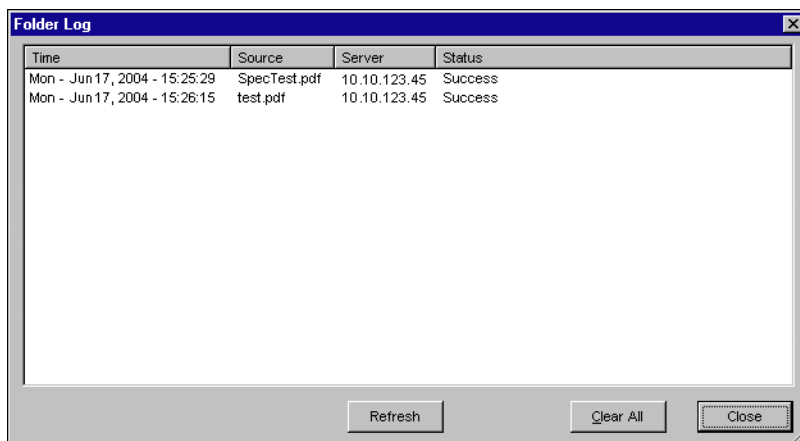 Folder Log
Time Source Server Status
Mon - Jun 17, 2004 - 15:25:29 SpecTest.pdf 10.10.123.45 Success
Mon - Jun 17, 2004 - 15:26:15 test.pdf 10.10.123.45 Success
Refresh Clear All Close